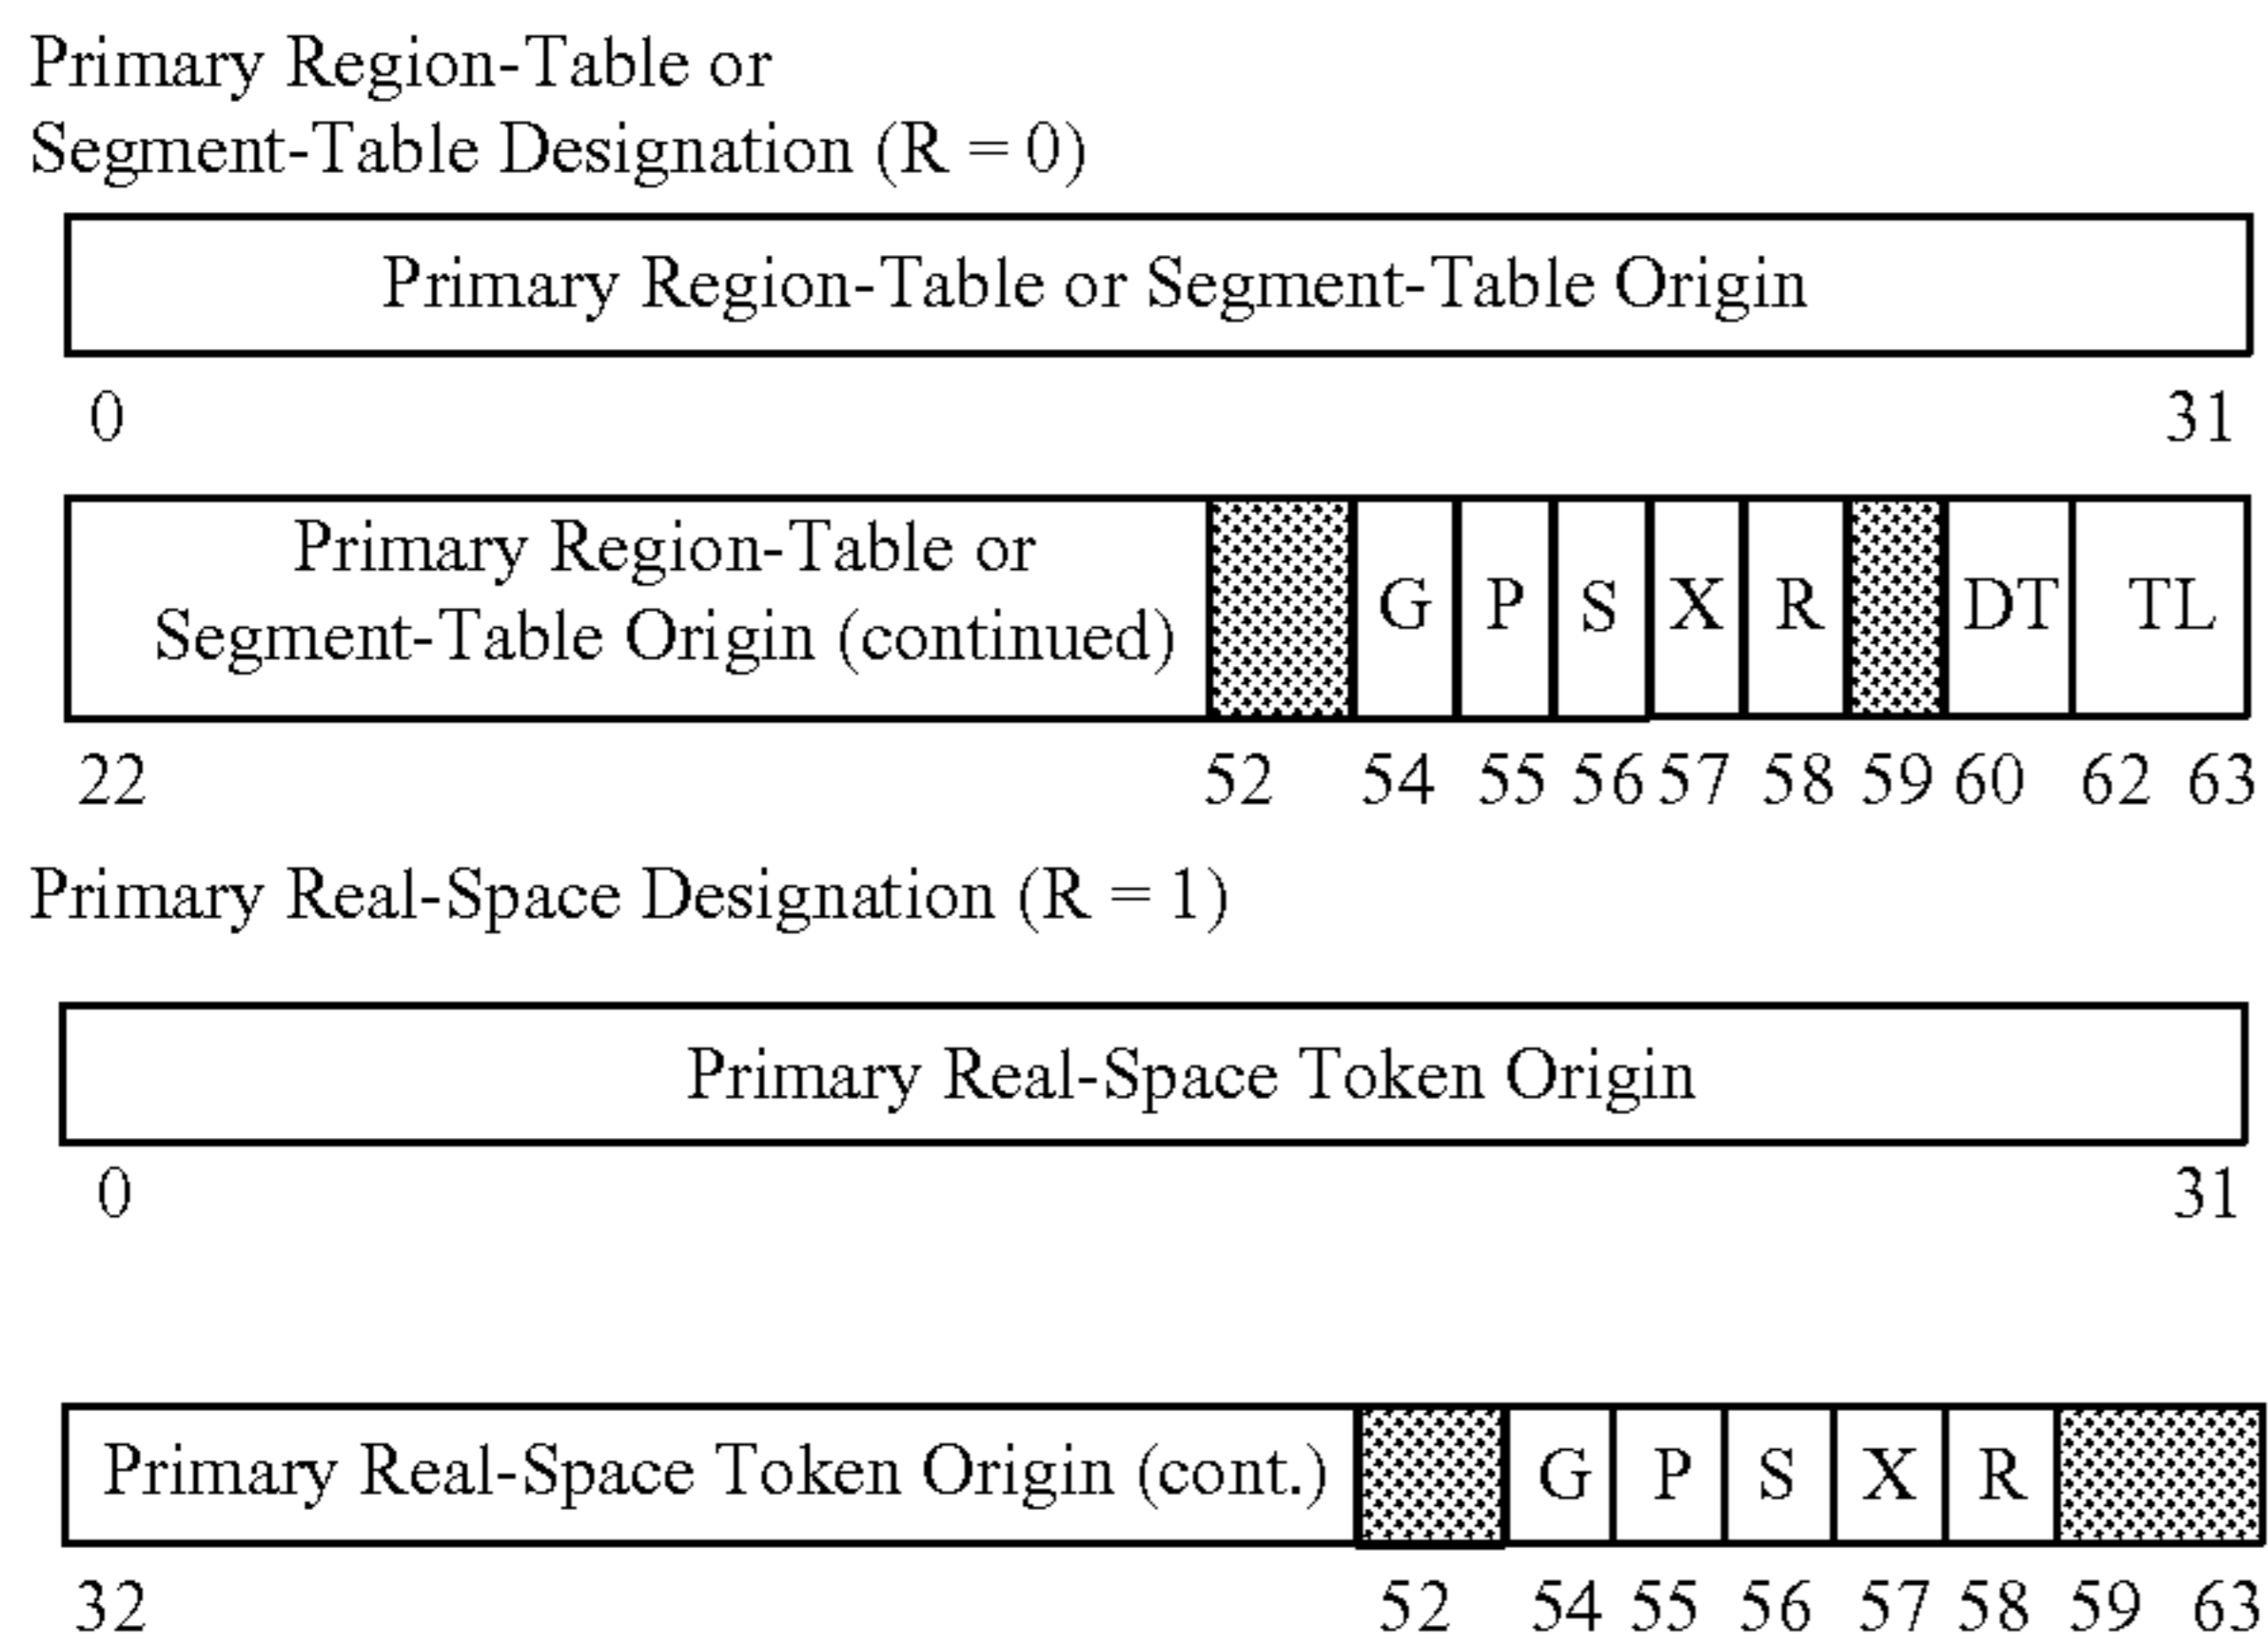 Primary Region-Table or
Segment-Table Designation (R = 0)
Primary Region-Table or Segment-Table Origin
0 31
Primary Region-Table or
Segment-Table Origin (continued)
G P S X R DT TL
22 52 54 55 56 57 58 59 60 62 63
Primary Real-Space Designation (R = 1)
Primary Real-Space Token Origin
0 31
Primary Real-Space Token Origin (cont.) G P S X R
32 52 54 55 56 57 58 59 63